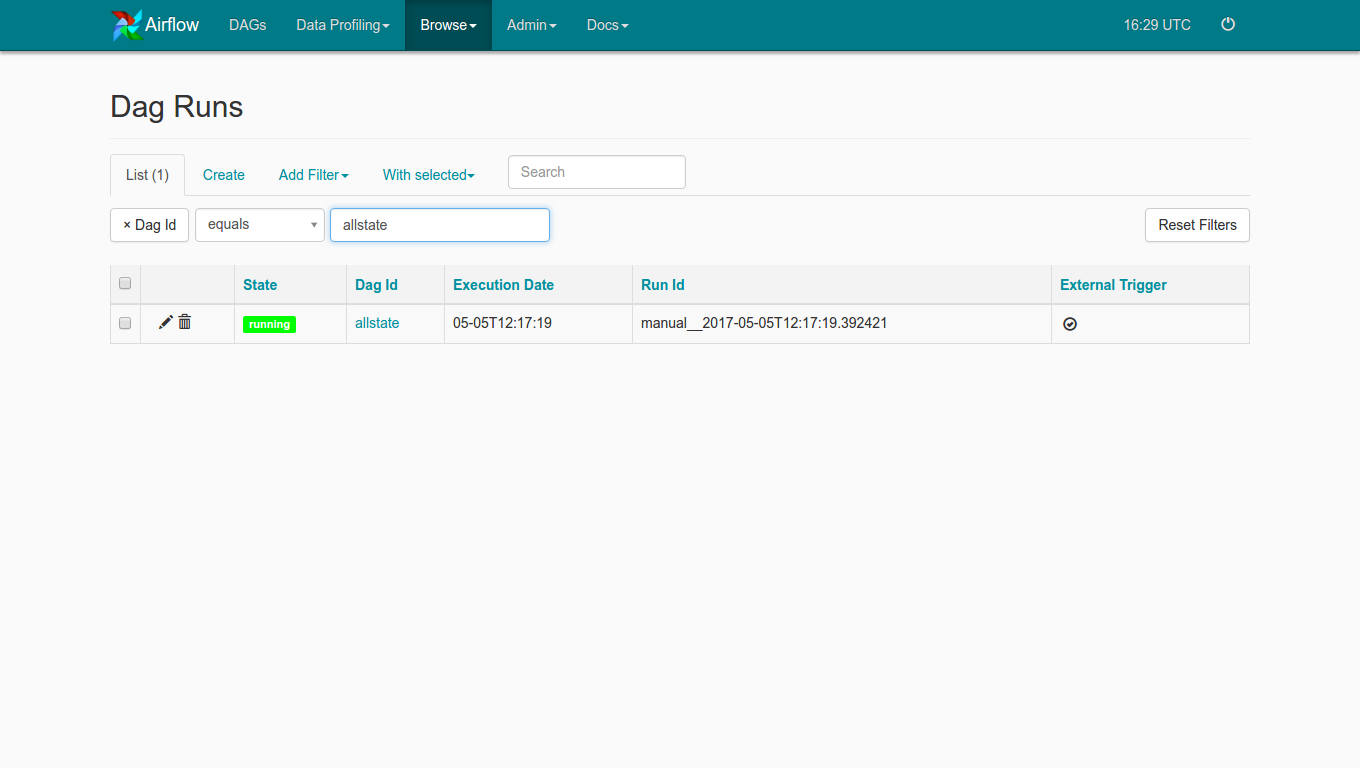 Airflow DAGs Data Profiling Browse Admin Docs 16:29 UTC
Dag Runs
List (1) Create Add Filter With selected Search
× Dag Id equals allstate Reset Filters
State Dag Id Execution Date Run Id External Trigger
running allstate 05-05T12:17:19 manual__2017-05-05T12:17:19.392421